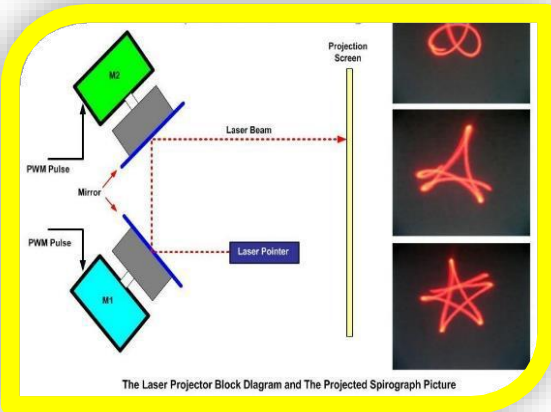 Projection
Screen
M2
Laser Beam
PWM Pulse
Mirror
PWM Pulse
Laser Pointer
M1
The Laser Projector Block Diagram and The Projected Spirograph Picture